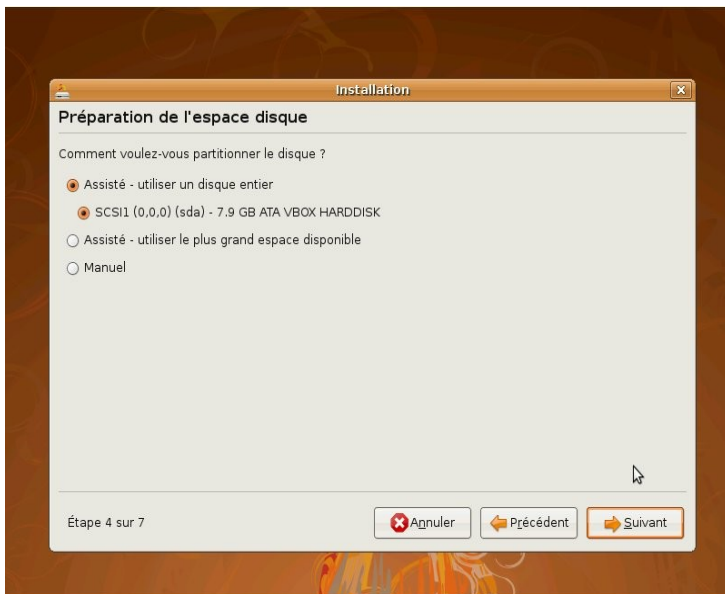 Installation
Préparation de l'espace disque
Comment voulez-vous partitionner le disque ?
Assisté - utiliser un disque entier
SCSI1 (0,0,0) (sda) - 7.9 GB ATA VBOX HARDDISK
Assisté - utiliser le plus grand espace disponible
Manuel
Étape 4 sur 7
Annuler
Précédent
Suivant